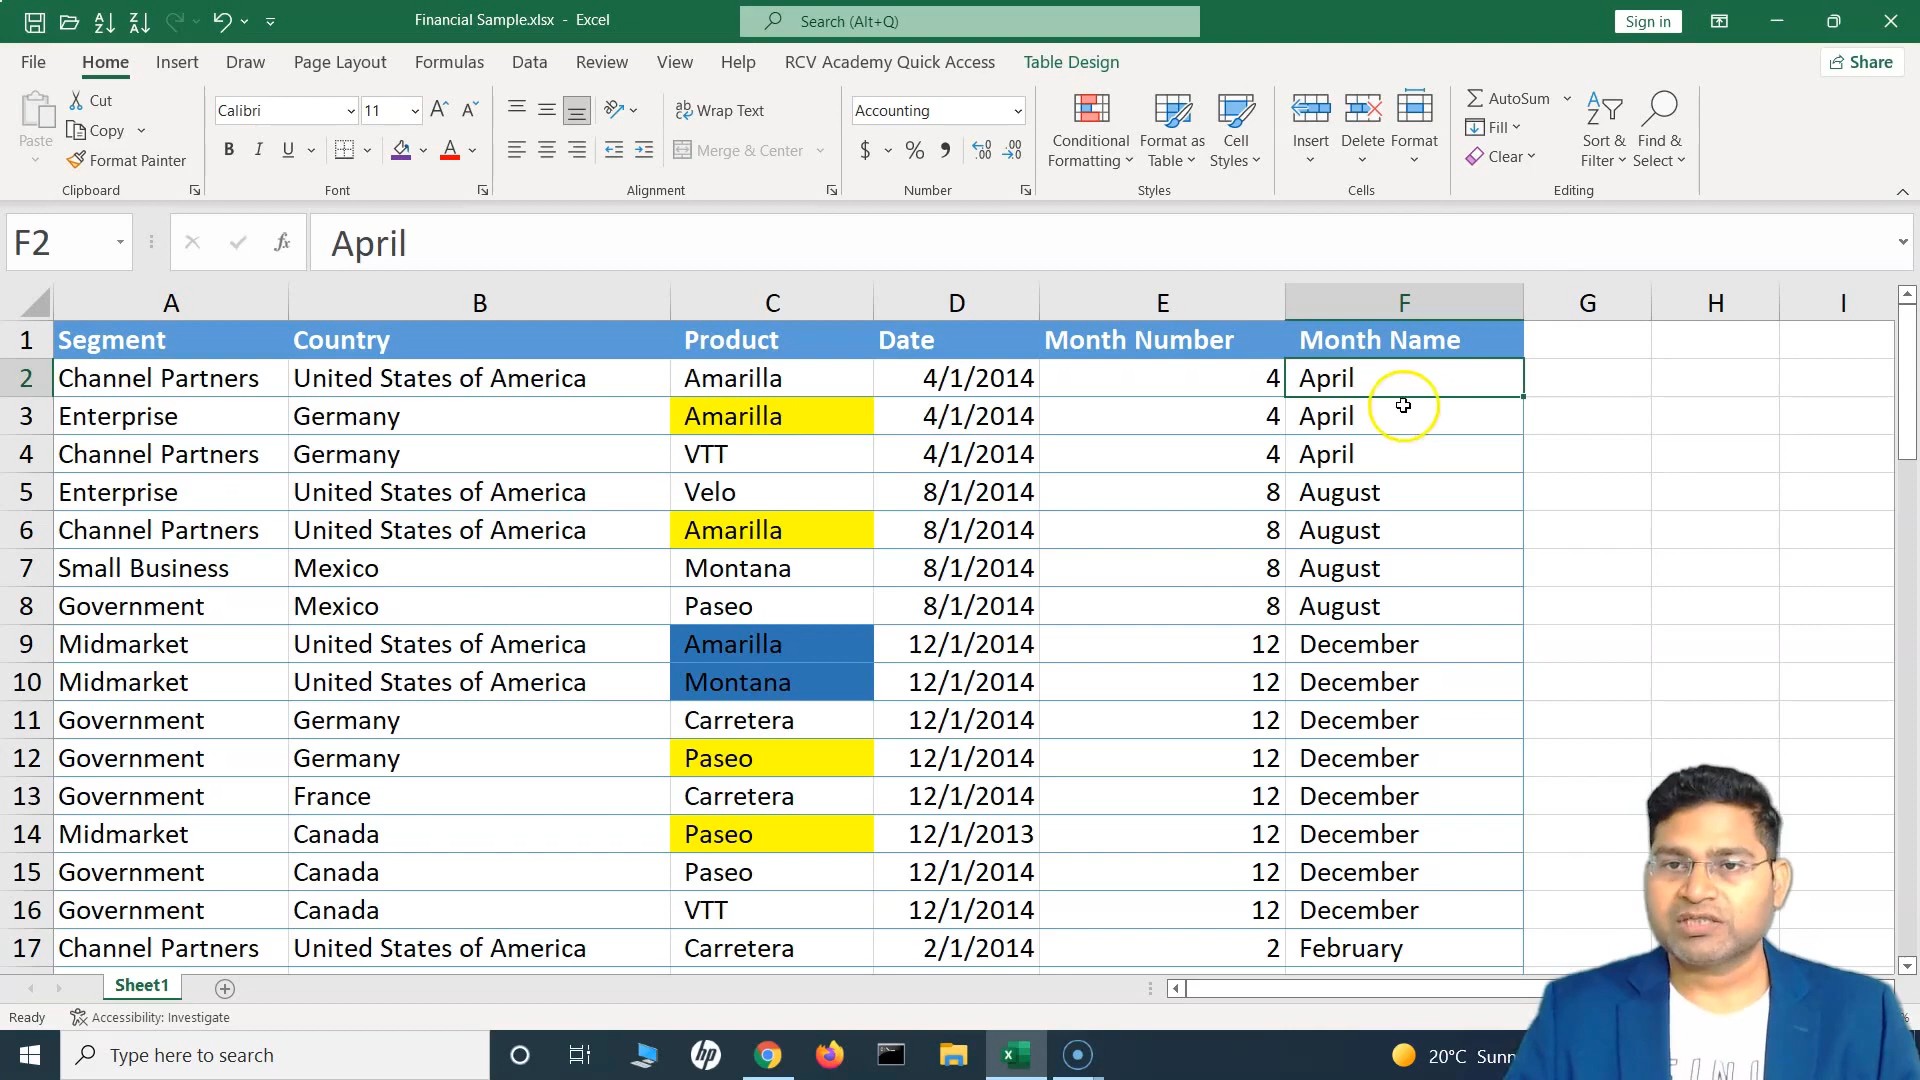 Financial Sample.xlsx - Excel
Search (Alt+Q)
Sign in
File Home Insert Draw Page Layout Formulas Data Review View Help RCV Academy Quick Access Table Design
Share
Paste
Cut
Copy
Format Painter
Clipboard
Calibri 11
B I U
Font
Wrap Text
Merge & Center
Alignment
Accounting
$ % 9
Number
Conditional Formatting
Format as Table
Cell Styles
Styles
Insert Delete Format
Cells
AutoSum
Fill
Clear
Sort & Filter
Find & Select
Editing
F2 fx April
A B C D E F G H I
1 Segment Country Product Date Month Number Month Name
2 Channel Partners United States of America Amarilla 4/1/2014 4 April
3 Enterprise Germany Amarilla 4/1/2014 4 April
4 Channel Partners Germany VTT 4/1/2014 4 April
5 Enterprise United States of America Velo 8/1/2014 8 August
6 Channel Partners United States of America Amarilla 8/1/2014 8 August
7 Small Business Mexico Montana 8/1/2014 8 August
8 Government Mexico Paseo 8/1/2014 8 August
9 Midmarket United States of America Amarilla 12/1/2014 12 December
10 Midmarket United States of America Montana 12/1/2014 12 December
11 Government Germany Carretera 12/1/2014 12 December
12 Government Germany Paseo 12/1/2014 12 December
13 Government France Carretera 12/1/2014 12 December
14 Midmarket Canada Paseo 12/1/2013 12 December
15 Government Canada Paseo 12/1/2014 12 December
16 Government Canada VTT 12/1/2014 12 December
17 Channel Partners United States of America Carretera 2/1/2014 2 February
Sheet1
Ready Accessibility: Investigate
Type here to search
20°C Sunn